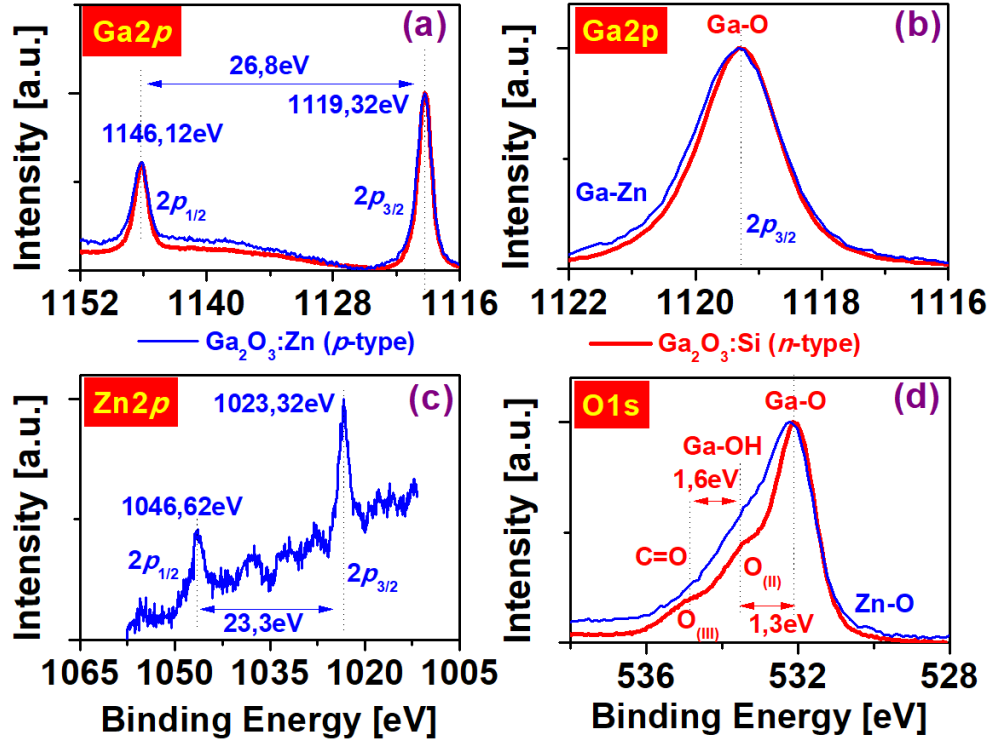 Ga2p
(a)
26,8eV
1146,12eV
1119,32eV
2p1/2
2p3/2
Intensity [a.u.]
1152 1140 1128 1116
Ga2p
Ga-O
(b)
Ga-Zn
2p3/2
Intensity [a.u.]
1122 1120 1118 1116
Ga2O3:Zn (p-type)
Ga2O3:Si (n-type)
Zn2p
(c)
1023,32eV
1046,62eV
2p1/2
2p3/2
23,3eV
Intensity [a.u.]
1065 1050 1035 1020 1005
Binding Energy [eV]
O1s
(d)
Ga-O
Ga-OH
1,6eV
C=O
O(II)
Zn-O
O(III)
1,3eV
Intensity [a.u.]
536 532 528
Binding Energy [eV]